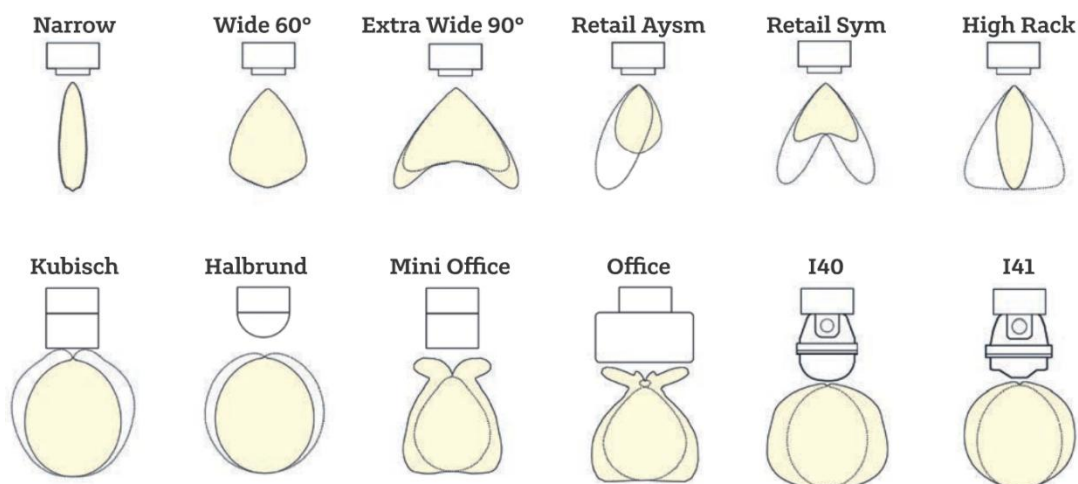 Narrow Wide 60° Extra Wide 90° Retail Aysm Retail Sym High Rack
Kubisch Halbrund Mini Office Office I40 I41